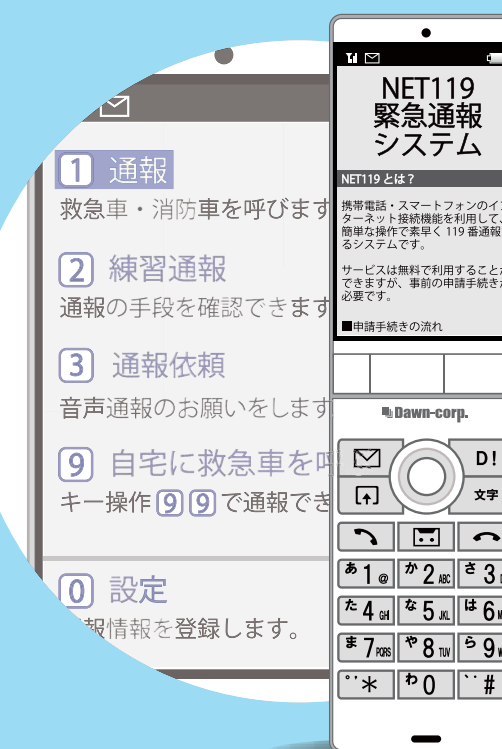 1 通報
救急車・消防車を呼びます
2 練習通報
通報の手段を確認できます
3 通報依頼
音声通報のお願いをします
9 自宅に救急車を呼
キー操作 9 9 で通報でき
0 設定
報情報を登録します。
NET119
緊急通報
システム
NET119 とは？
携帯電話・スマートフォンのイン
ターネット接続機能を利用して、
簡単な操作で素早く 119 番通報
るシステムです。
サービスは無料で利用すること
できますが、事前の申請手続き
必要です。
■申請手続きの流れ
Dawn-corp.
D!
文字
あ 1 @
か 2 ABC
さ 3
た 4 GHI
な 5 JKL
は 6
ま 7 PQRS
や 8 TUV
ら 9
゛゜ *
わ 0
#